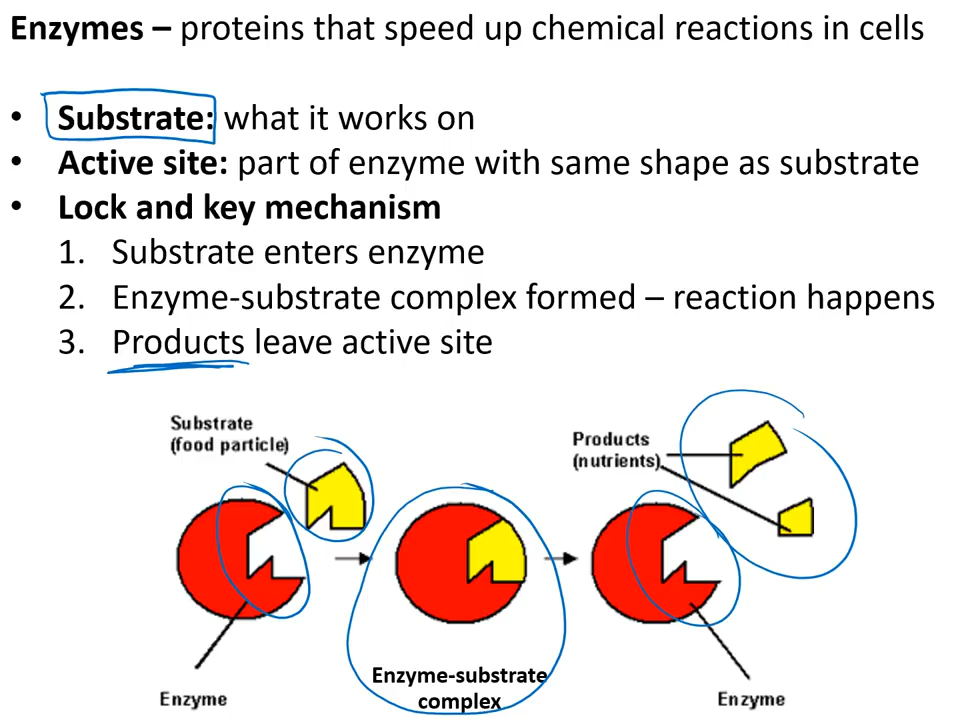 Enzymes – proteins that speed up chemical reactions in cells
• Substrate: what it works on
• Active site: part of enzyme with same shape as substrate
• Lock and key mechanism
1. Substrate enters enzyme
2. Enzyme-substrate complex formed – reaction happens
3. Products leave active site
Substrate
(food particle)
Products
(nutrients)
Enzyme
Enzyme-substrate
complex
Enzyme